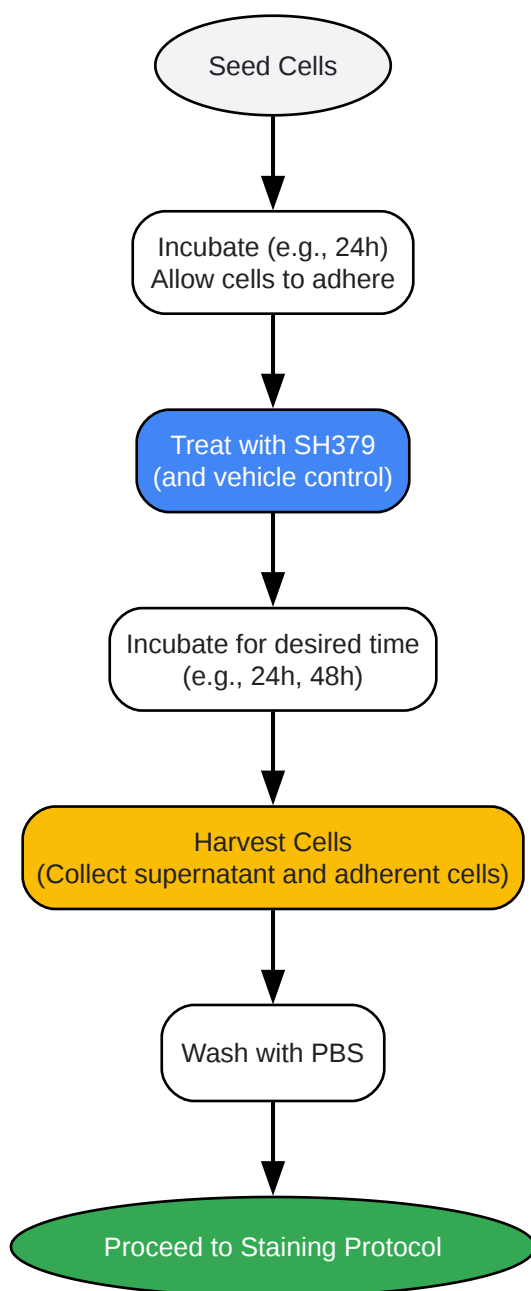 Seed Cells
Incubate (e.g., 24h)
Allow cells to adhere
Treat with SH379
(and vehicle control)
Incubate for desired time
(e.g., 24h, 48h)
Harvest Cells
(Collect supernatant and adherent cells)
Wash with PBS
Proceed to Staining Protocol